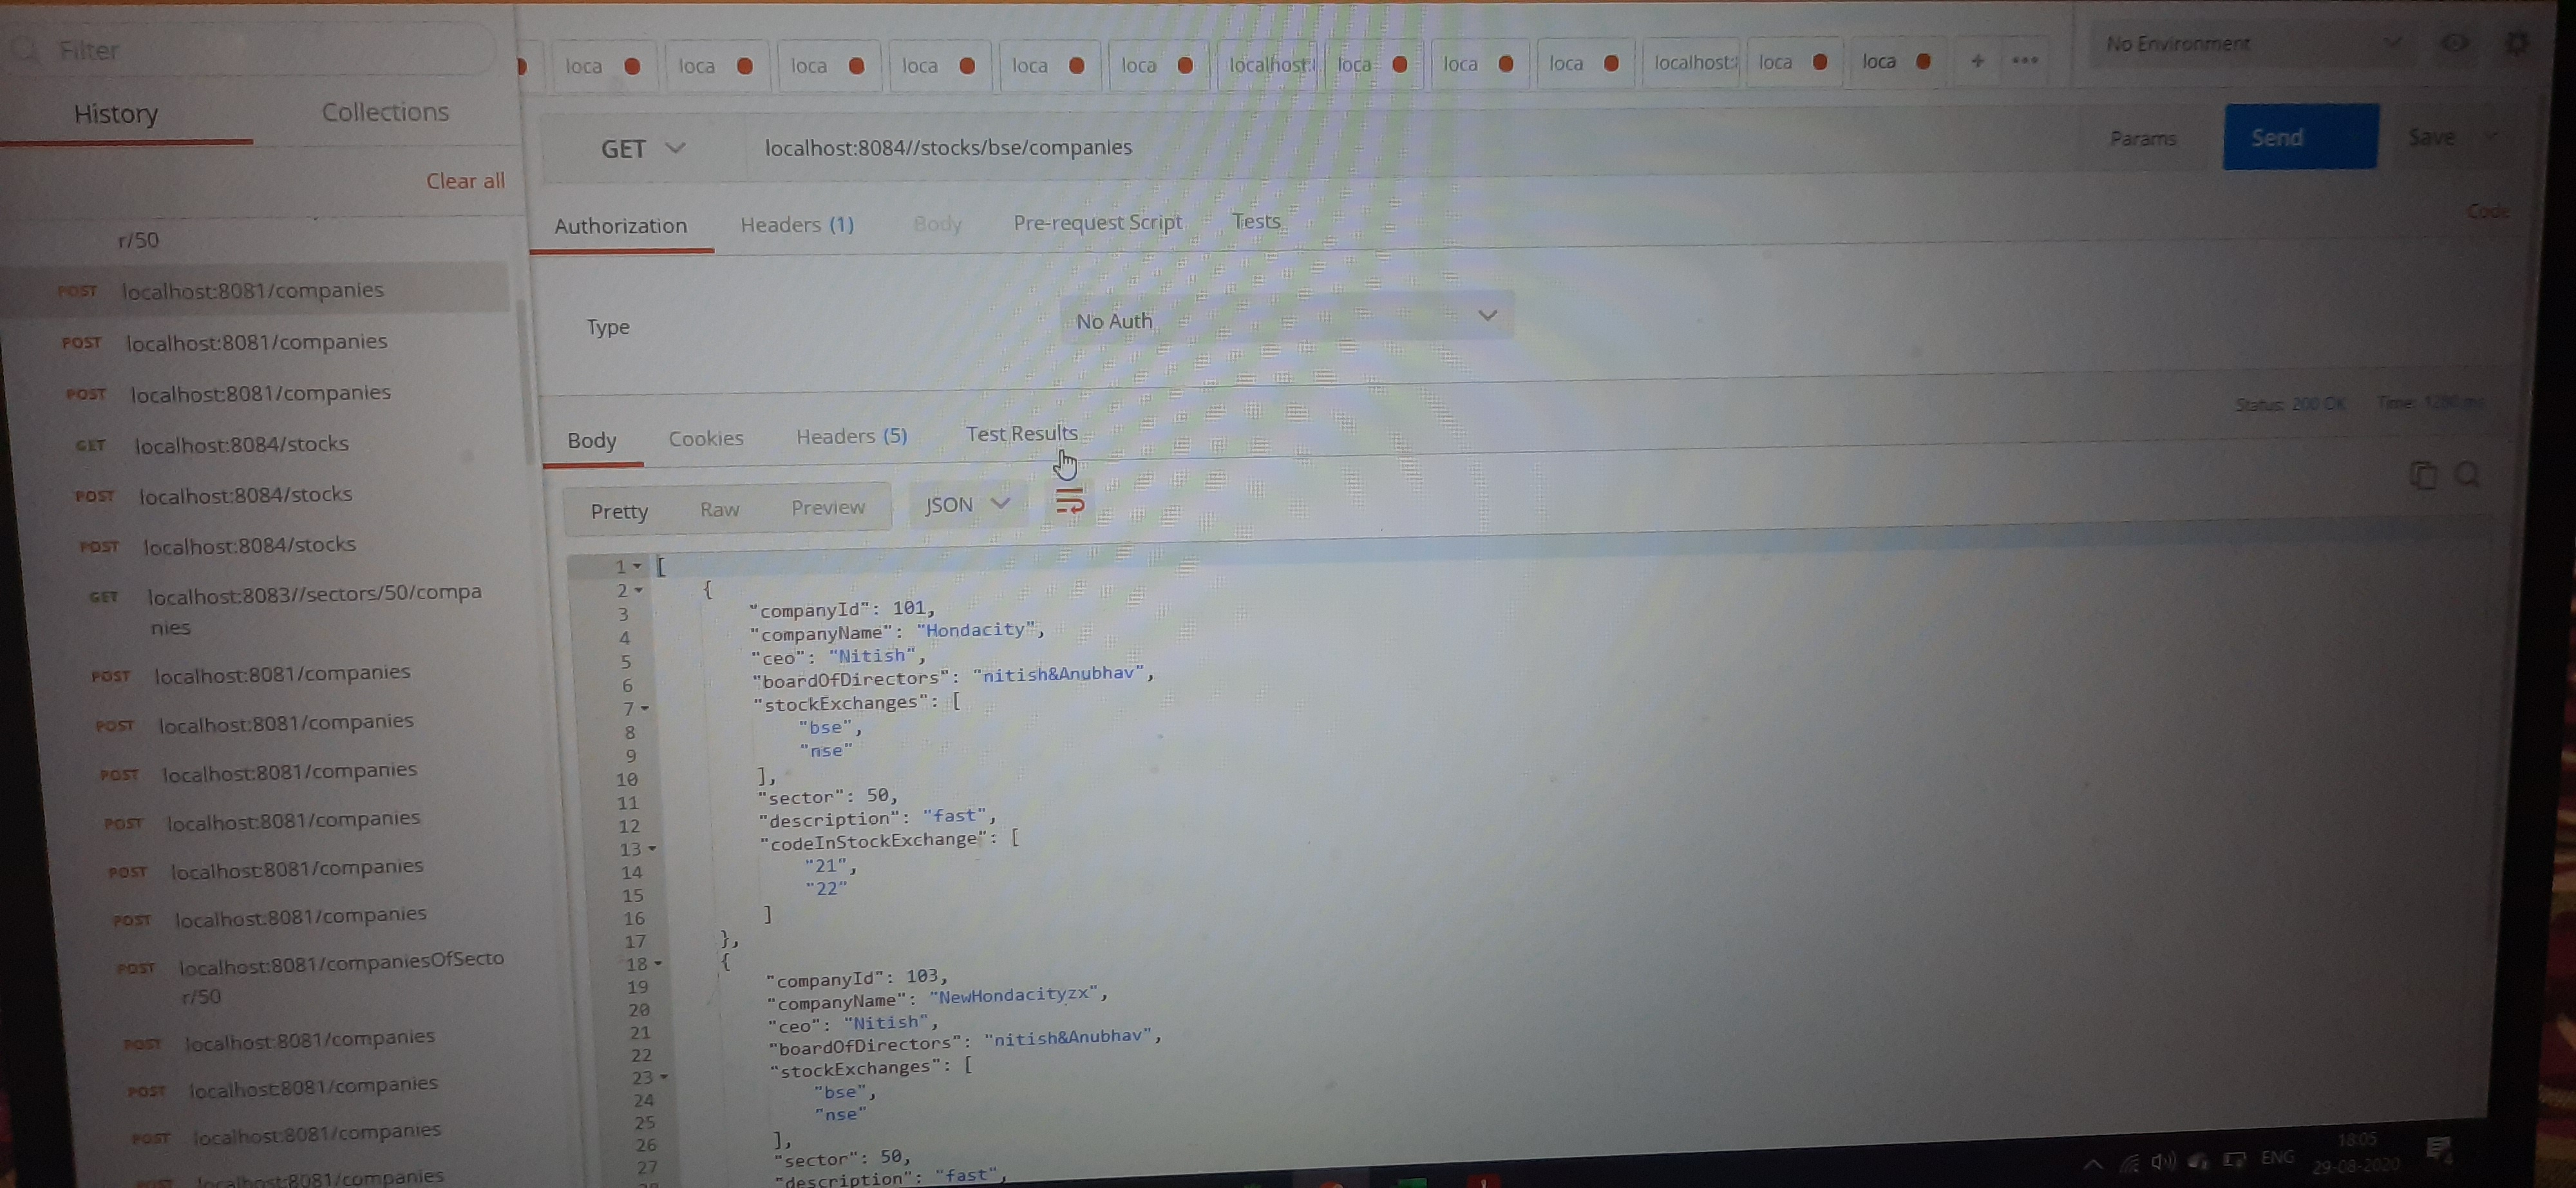 Filter
History Collections
Clear all
r/50
POST localhost:8081/companies
POST localhost:8081/companies
POST localhost:8081/companies
GET localhost:8084/stocks
POST localhost:8084/stocks
POST localhost:8084/stocks
GET localhost:8083//sectors/50/compa
nies
POST localhost:8081/companies
POST localhost:8081/companies
POST localhost:8081/companies
POST localhost:8081/companies
POST localhost:8081/companies
POST localhost:8081/companies
POST localhost:8081/companiesOfSecto
r/50
POST localhost:8081/companies
POST localhost:8081/companies
POST localhost:8081/companies
POST localhost:8081/companies
loca loca loca loca loca loca localhost: loca loca loca localhost: loca loca + •••
No Environment
GET localhost:8084//stocks/bse/companies
Params Send Save
Authorization Headers (1) Body Pre-request Script Tests
Code
Type No Auth
Status: 200 OK Time: 1280 ms
Body Cookies Headers (5) Test Results
Pretty Raw Preview JSON
1 [
2 {
3 "companyId": 101,
4 "companyName": "Hondacity",
5 "ceo": "Nitish",
6 "boardOfDirectors": "nitish&Anubhav",
7 "stockExchanges": [
8 "bse",
9 "nse"
10 ],
11 "sector": 50,
12 "description": "fast",
13 "codeInStockExchange": [
14 "21",
15 "22"
16 ]
17 },
18 {
19 "companyId": 103,
20 "companyName": "NewHondacityzx",
21 "ceo": "Nitish",
22 "boardOfDirectors": "nitish&Anubhav",
23 "stockExchanges": [
24 "bse",
25 "nse"
26 ],
27 "sector": 50,
28 "description": "fast",
ENG
18:05
29-08-2020